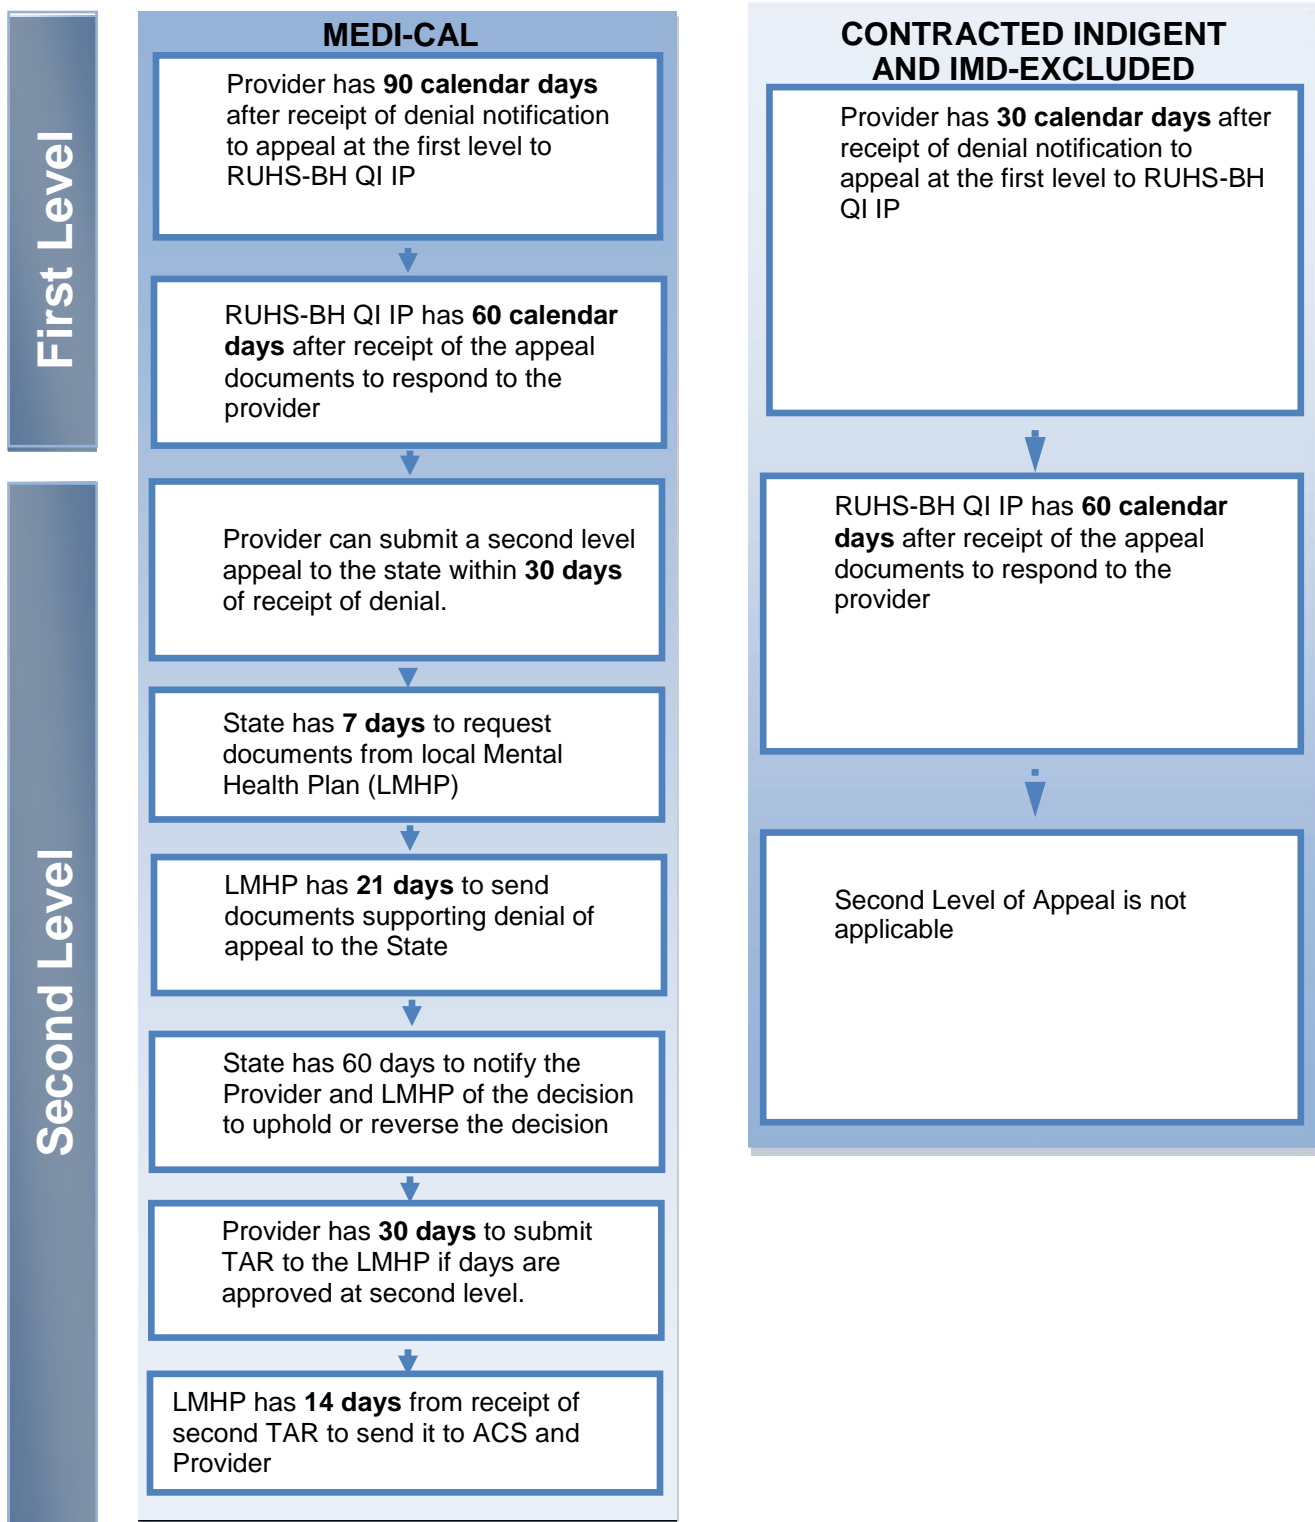 First Level
Second Level
MEDI-CAL
Provider has 90 calendar days
after receipt of denial notification
to appeal at the first level to
RUHS-BH QI IP
RUHS-BH QI IP has 60 calendar
days after receipt of the appeal
documents to respond to the
provider
Provider can submit a second level
appeal to the state within 30 days
of receipt of denial.
State has 7 days to request
documents from local Mental
Health Plan (LMHP)
LMHP has 21 days to send
documents supporting denial of
appeal to the State
State has 60 days to notify the
Provider and LMHP of the decision
to uphold or reverse the decision
Provider has 30 days to submit
TAR to the LMHP if days are
approved at second level.
LMHP has 14 days from receipt of
second TAR to send it to ACS and
Provider
CONTRACTED INDIGENT
AND IMD-EXCLUDED
Provider has 30 calendar days after
receipt of denial notification to
appeal at the first level to RUHS-BH
QI IP
RUHS-BH QI IP has 60 calendar
days after receipt of the appeal
documents to respond to the
provider
Second Level of Appeal is not
applicable